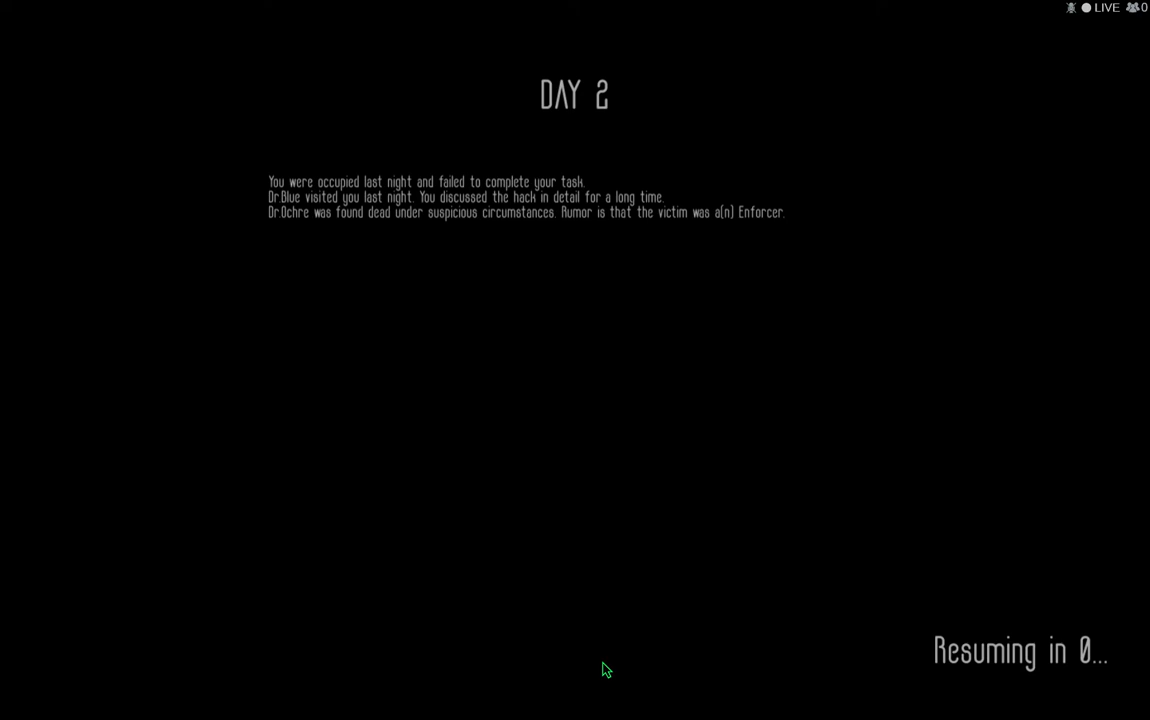 LIVE 0
DAY 2
You were occupied last night and failed to complete your task.
Dr.Blue visited you last night. You discussed the hack in detail for a long time.
Dr.Ochre was found dead under suspicious circumstances. Rumor is that the victim was a(n) Enforcer.
Resuming in 0...